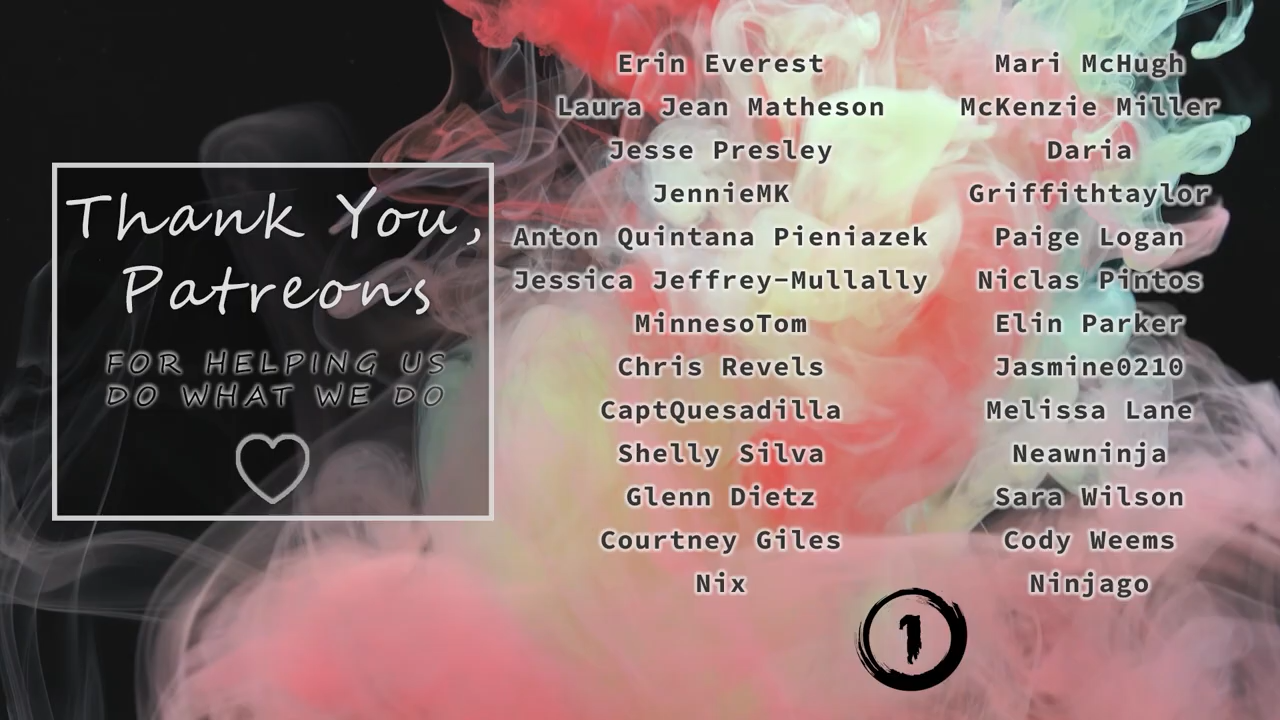 Thank You,
Patreons
FOR HELPING US
DO WHAT WE DO
Erin Everest
Laura Jean Matheson
Jesse Presley
JennieMK
Anton Quintana Pieniazek
Jessica Jeffrey-Mullally
MinnesoTom
Chris Revels
CaptQuesadilla
Shelly Silva
Glenn Dietz
Courtney Giles
Nix
Mari McHugh
McKenzie Miller
Daria
Griffithtaylor
Paige Logan
Niclas Pintos
Elin Parker
Jasmine0210
Melissa Lane
Neawninja
Sara Wilson
Cody Weems
Ninjago
1